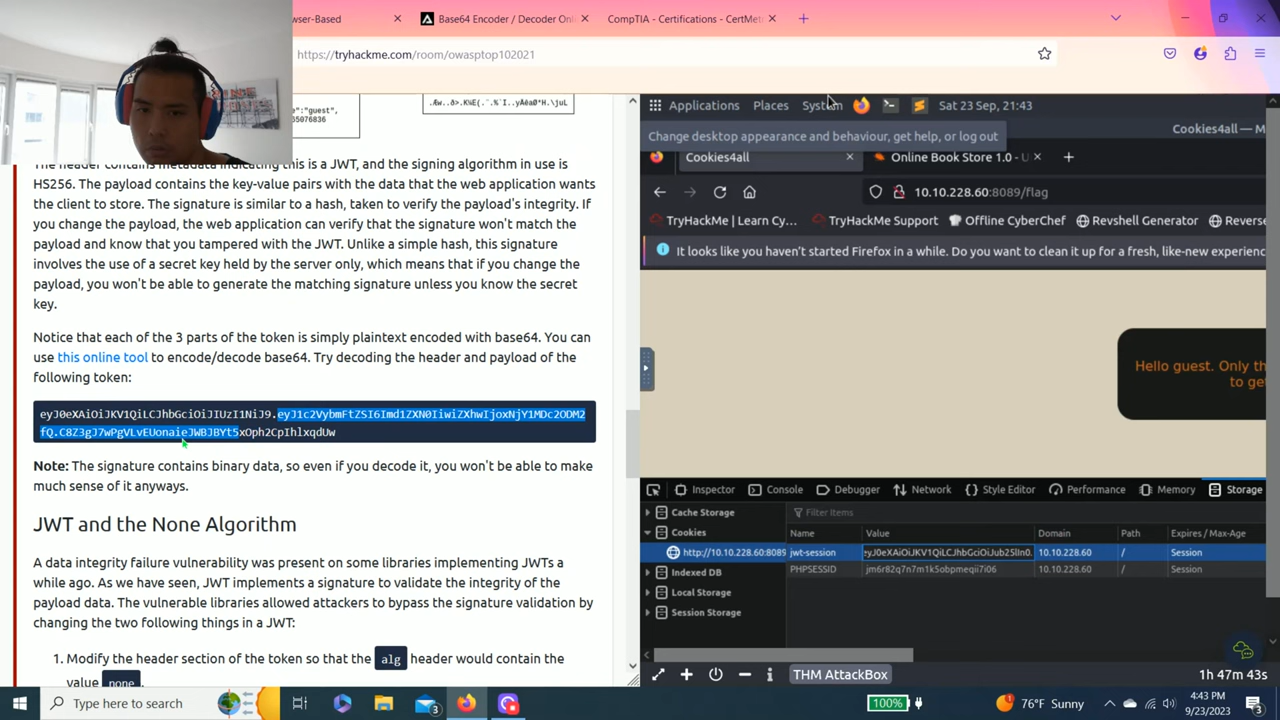 wser-Based
Base64 Encoder / Decoder Onl
CompTIA - Certifications - CertMet
https://tryhackme.com/room/owasptop102021
e":"guest",
05076836
The header contains metadata indicating this is a JWT, and the signing algorithm in use is
HS256. The payload contains the key-value pairs with the data that the web application wants
the client to store. The signature is similar to a hash, taken to verify the payload's integrity. If
you change the payload, the web application can verify that the signature won't match the
payload and know that you tampered with the JWT. Unlike a simple hash, this signature
involves the use of a secret key held by the server only, which means that if you change the
payload, you won't be able to generate the matching signature unless you know the secret
key.
Notice that each of the 3 parts of the token is simply plaintext encoded with base64. You can
use this online tool to encode/decode base64. Try decoding the header and payload of the
following token:
eyJ0eXAiOiJKV1QiLCJhbGciOiJIUzI1NiJ9.eyJ1c2VybmFtZSI6Imd1ZXN0IiwiZXhwIjoxNjY1MDc2ODM2
fQ.C8Z3gJ7wPgVLvEUonaieJWBJBYt5xOph2CpIhlxqdUw
Note: The signature contains binary data, so even if you decode it, you won't be able to make
much sense of it anyways.
JWT and the None Algorithm
A data integrity failure vulnerability was present on some libraries implementing JWTs a
while ago. As we have seen, JWT implements a signature to validate the integrity of the
payload data. The vulnerable libraries allowed attackers to bypass the signature validation by
changing the two following things in a JWT:
1. Modify the header section of the token so that the alg header would contain the
value none.
Applications Places System Sat 23 Sep, 21:43
Change desktop appearance and behaviour, get help, or log out
Cookies4all — M
Cookies4all
Online Book Store 1.0 - U
10.10.228.60:8089/flag
TryHackMe | Learn Cy… TryHackMe Support Offline CyberChef Revshell Generator Reverse
It looks like you haven't started Firefox in a while. Do you want to clean it up for a fresh, like-new experienc
Hello guest. Only th
to ge
Inspector Console Debugger Network Style Editor Performance Memory Storage
Cache Storage
Filter Items
Cookies
Name Value Domain Path Expires / Max-Age
http://10.10.228.60:8089
jwt-session eyJ0eXAiOiJKV1QiLCJhbGciOiJub25lIn0. 10.10.228.60 / Session
PHPSESSID jm6r82q7n7m1k5obpmeqii7i06 10.10.228.60 / Session
Indexed DB
Local Storage
Session Storage
THM AttackBox
1h 47m 43s
Type here to search
3
100%
76°F Sunny
4:43 PM
9/23/2023
3